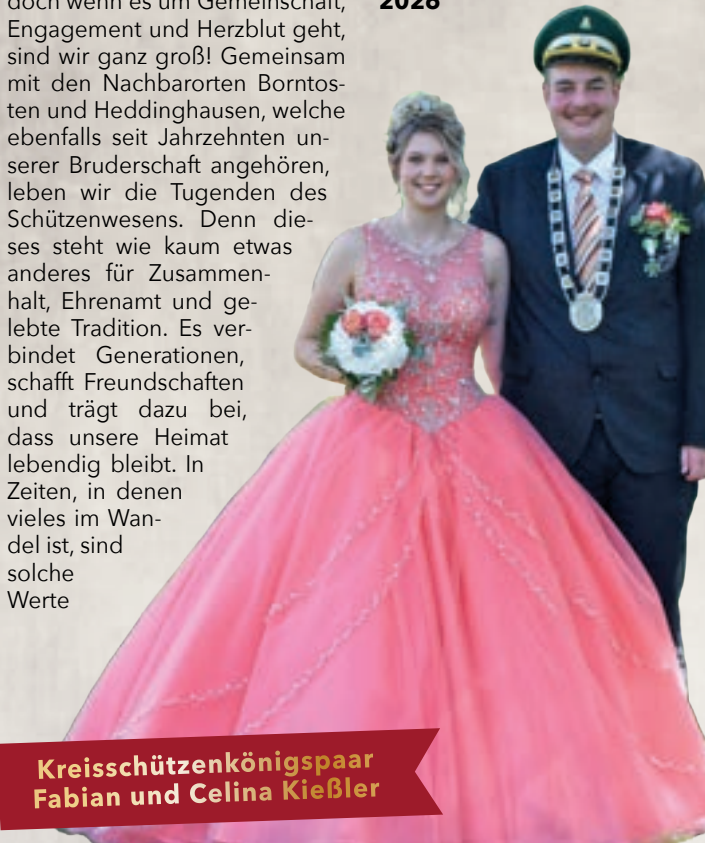 doch wenn es um Gemeinschaft,
Engagement und Herzblut geht,
sind wir ganz groß! Gemeinsam
mit den Nachbarorten Borntos-
ten und Heddinghausen, welche
ebenfalls seit Jahrzehnten un-
serer Bruderschaft angehören,
leben wir die Tugenden des
Schützenwesens. Denn die-
ses steht wie kaum etwas
anderes für Zusammen-
halt, Ehrenamt und ge-
lebte Tradition. Es ver-
bindet Generationen,
schafft Freundschaften
und trägt dazu bei,
dass unsere Heimat
lebendig bleibt. In
Zeiten, in denen
vieles im Wan-
del ist, sind
solche
Werte
2026
Kreisschützenkönigspaar
Fabian und Celina Kießler